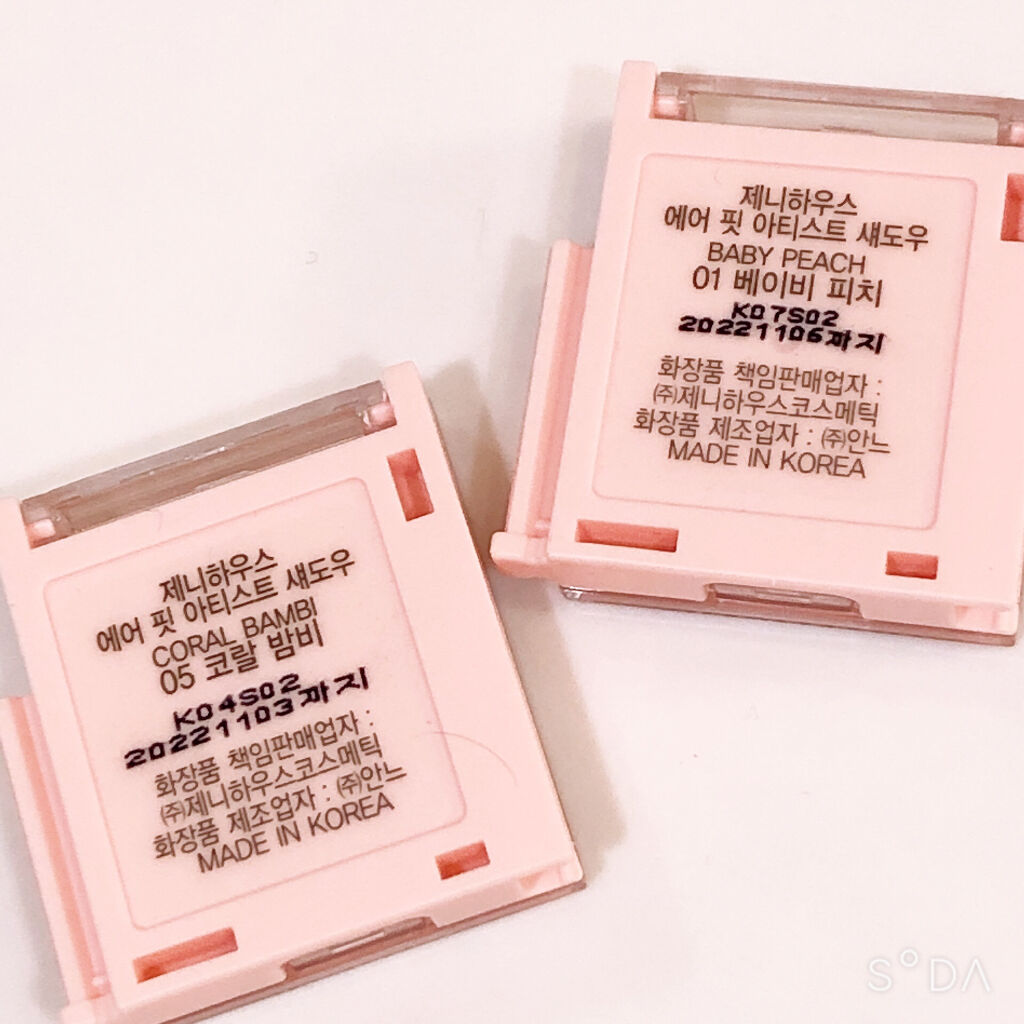 제니하우스
에어 핏 아티스트 섀도우
BABY PEACH
01 베이비 피치
K07S02
20221106까지
화장품 책임판매업자 :
㈜제니하우스코스메틱
화장품 제조업자 : ㈜안느
MADE IN KOREA
제니하우스
에어 핏 아티스트 섀도우
CORAL BAMBI
05 코랄 밤비
K04S02
20221103까지
화장품 책임판매업자 :
㈜제니하우스코스메틱
화장품 제조업자 : ㈜안느
MADE IN KOREA
SODA